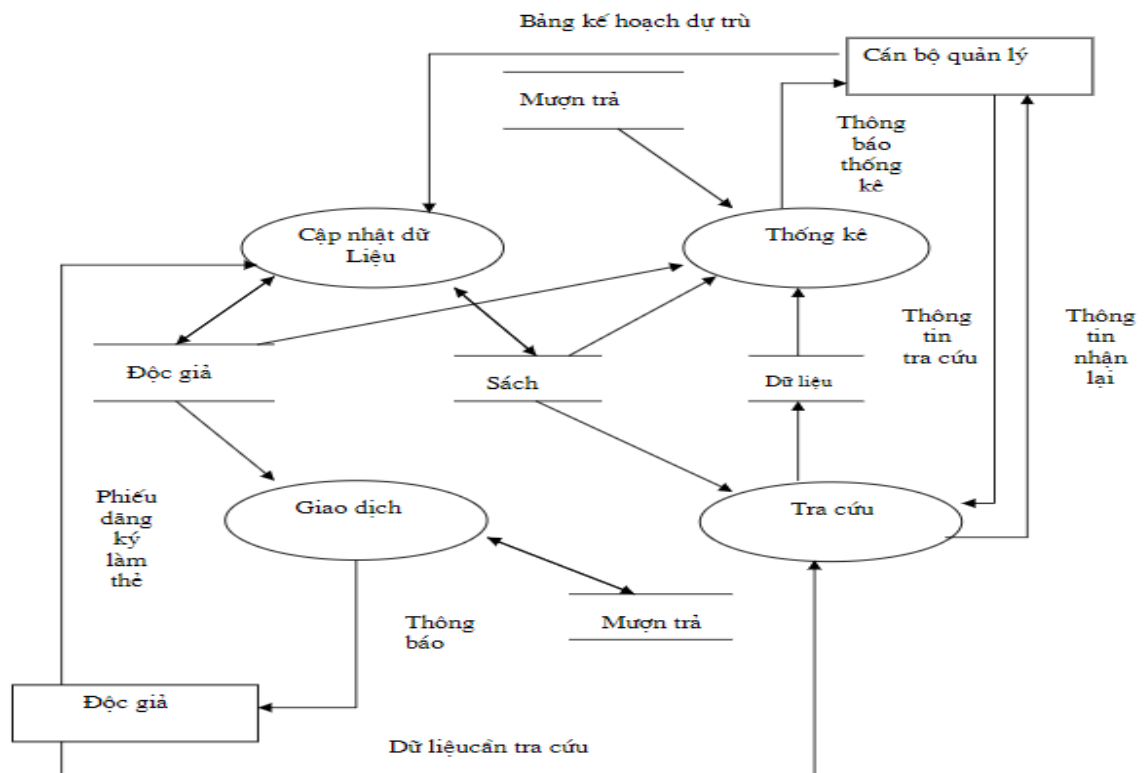 Bảng kế hoạch dự trù
Cán bộ quản lý
Mượn trả
Thông
báo
thống
kê
Cập nhật dữ
Liệu
Thống kê
Thông
tin
tra cứu
Thông
tin
nhận
lại
Độc giả
Sách
Dữ liệu
Phiếu
dăng
ký
làm
thẻ
Giao dịch
Tra cứu
Thông
báo
Mượn trả
Độc giả
Dữ liệucần tra cứu